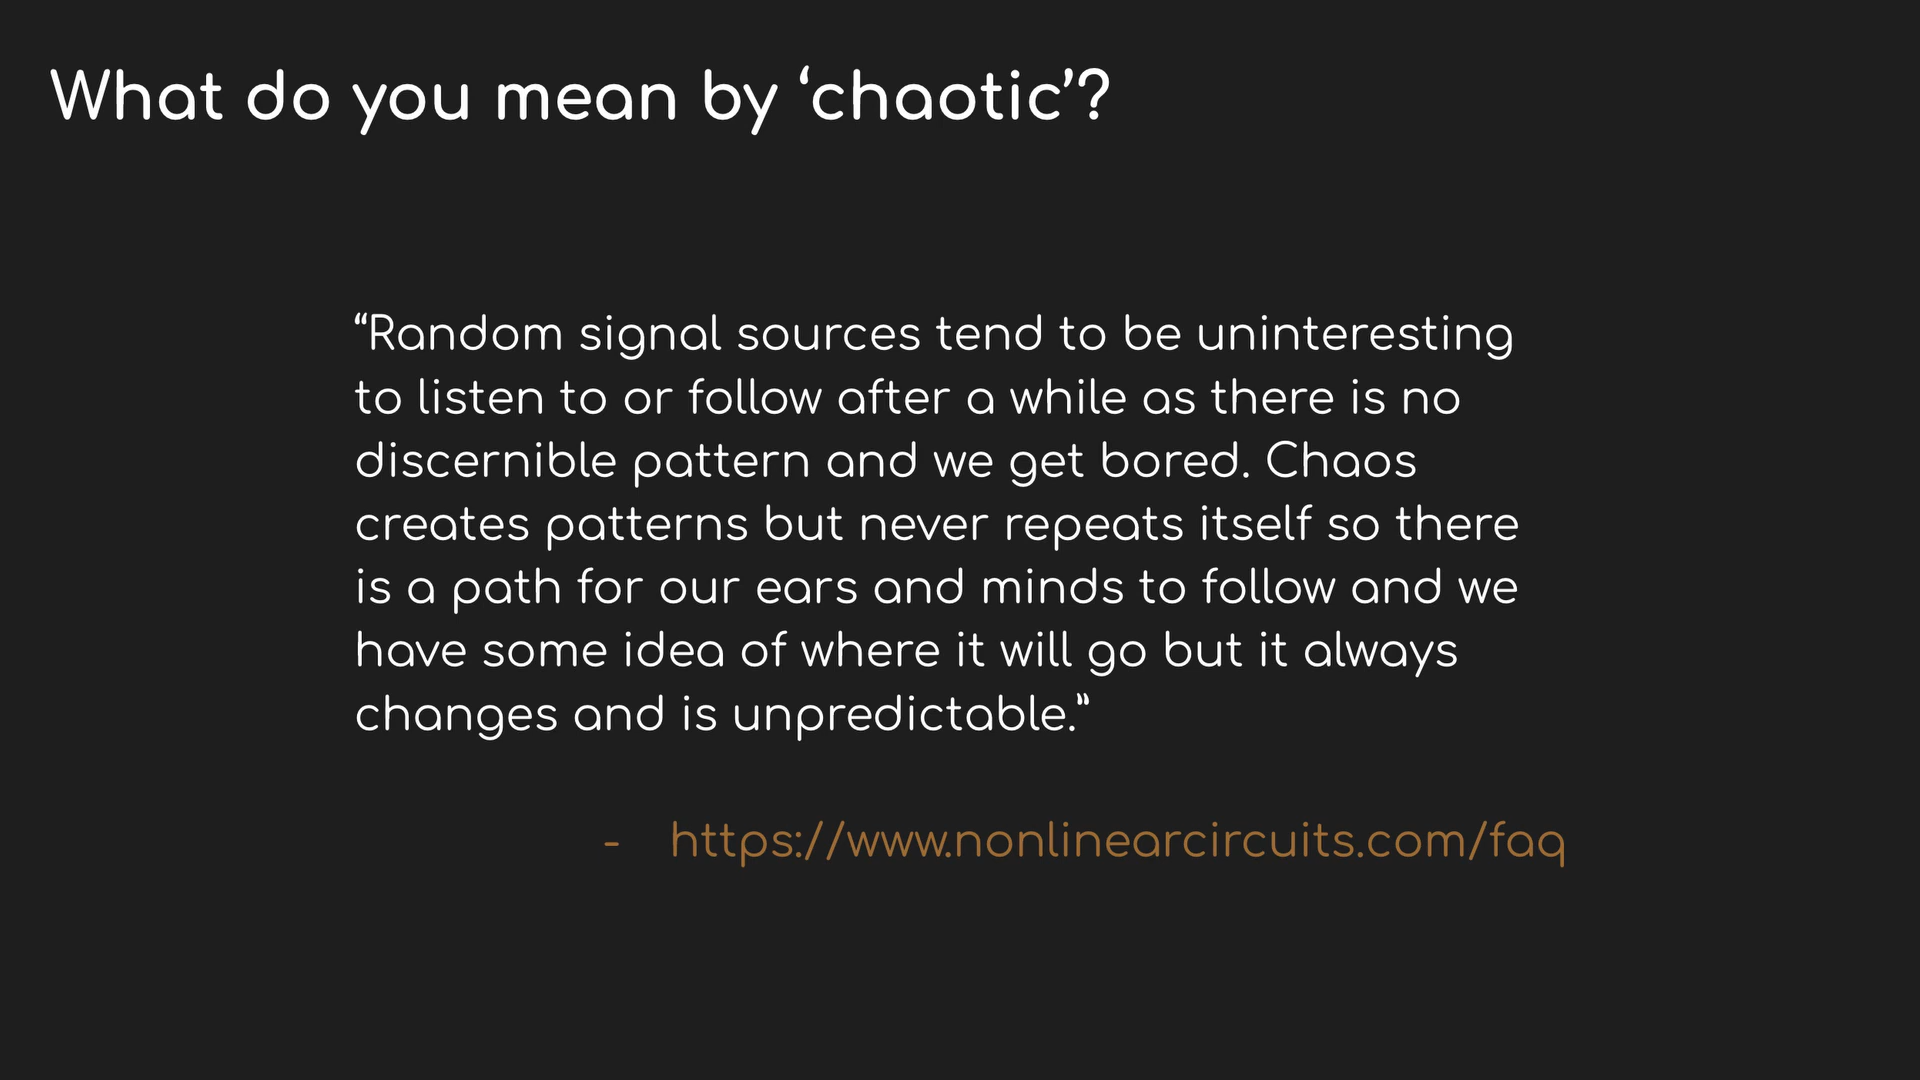 What do you mean by ‘chaotic’?
“Random signal sources tend to be uninteresting
to listen to or follow after a while as there is no
discernible pattern and we get bored. Chaos
creates patterns but never repeats itself so there
is a path for our ears and minds to follow and we
have some idea of where it will go but it always
changes and is unpredictable.”
- https://www.nonlinearcircuits.com/faq